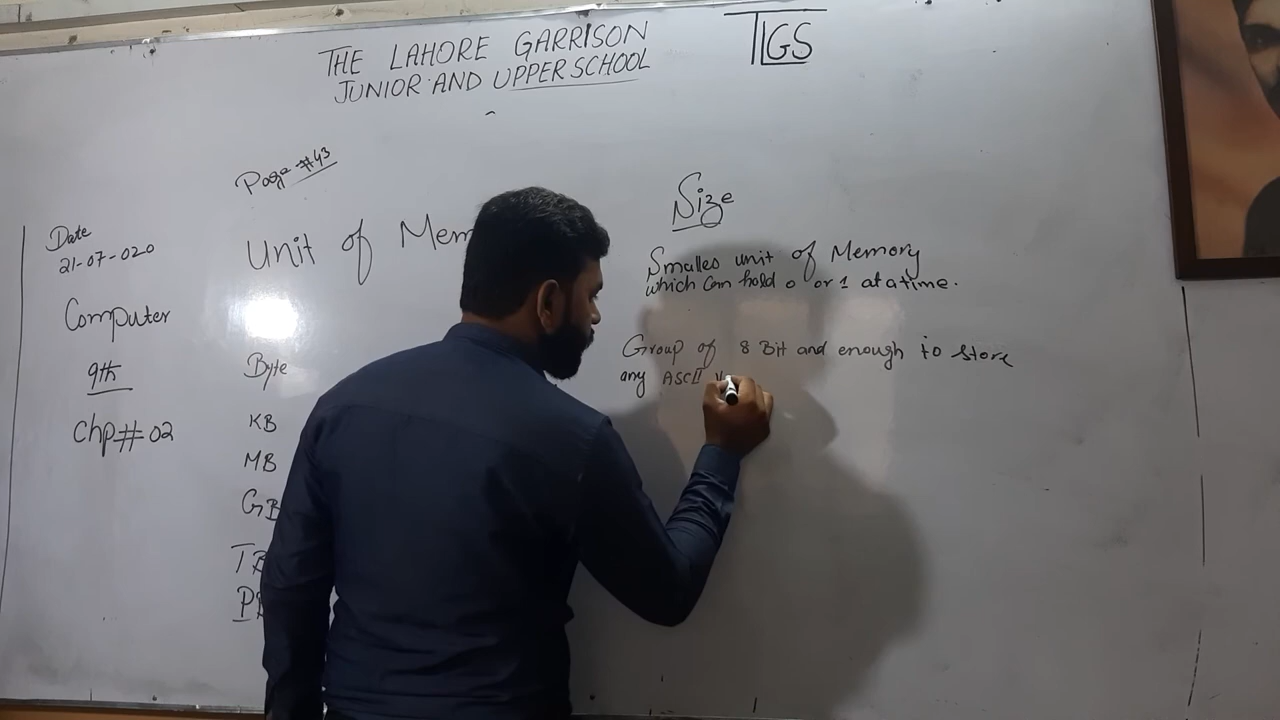 THE LAHORE GARRISON
JUNIOR AND UPPER SCHOOL
TLGS
Page #43
Date
21-07-020
Computer
9th
Chp# 02
Unit of Mem
Byte
KB
MB
GB
Size
Smalles unit of Memory
which Can hold 0 or 1 at a time.
Group of 8 Bit and enough to store
any ASCII